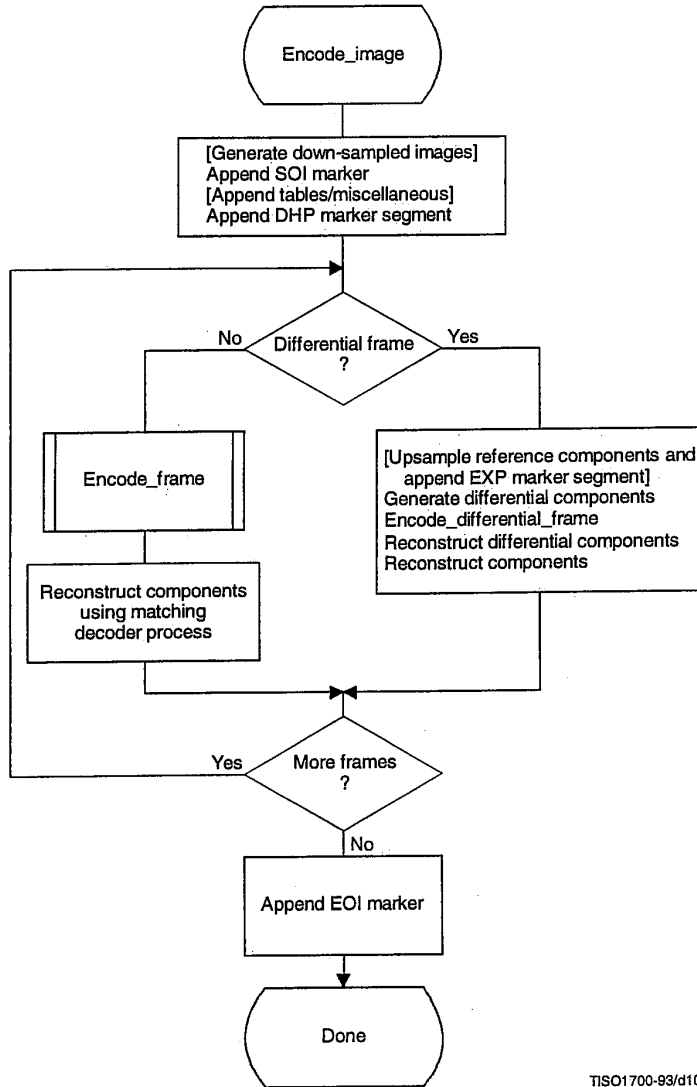 Encode_image
[Generate down-sampled images]
Append SOI marker
[Append tables/miscellaneous]
Append DHP marker segment
No
Differential frame
?
Yes
Encode_frame
Reconstruct components
using matching
decoder process
[Upsample reference components and
append EXP marker segment]
Generate differential components
Encode_differential_frame
Reconstruct differential components
Reconstruct components
Yes
More frames
?
No
Append EOI marker
Done